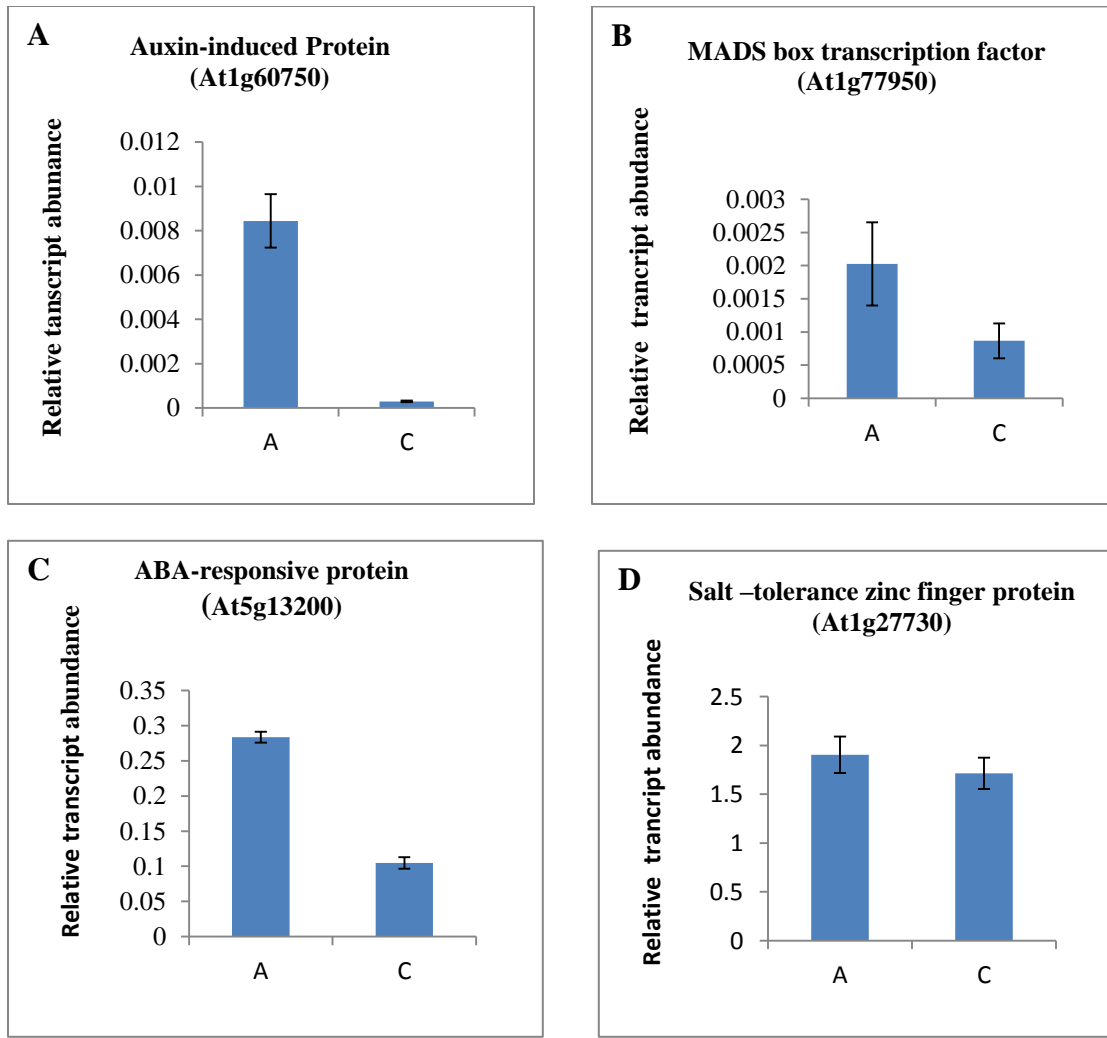 A
Auxin-induced Protein
(At1g60750)
Relative tanscript abunance
0.012
0.01
0.008
0.006
0.004
0.002
0
A
C
B
MADS box transcription factor
(At1g77950)
Relative trancript abudance
0.003
0.0025
0.002
0.0015
0.001
0.0005
0
A
C
C
ABA-responsive protein
(At5g13200)
Relative transcript abundance
0.35
0.3
0.25
0.2
0.15
0.1
0.05
0
A
C
D
Salt –tolerance zinc finger protein
(At1g27730)
Relative trancript abundance
2.5
2
1.5
1
0.5
0
A
C